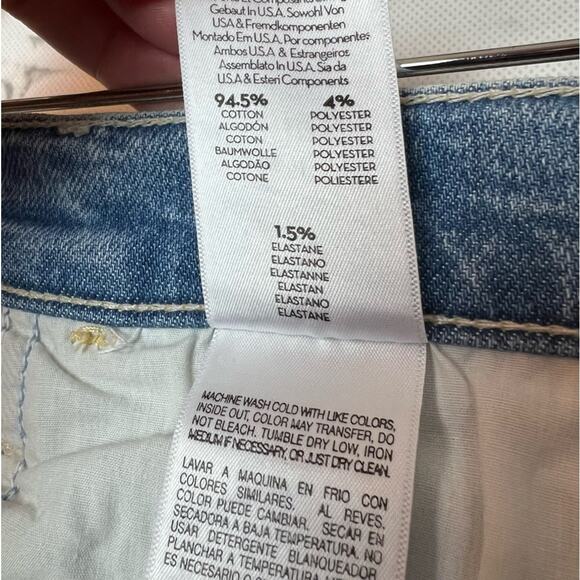 Gebaut In U.S.A. Sowohl Von
USA & Fremdkomponenten
Montado Em U.S.A. Por componentes
Ambos U.S.A & Estrangeiros
Assemblato In U.S.A. Sia da
U.S.A & Esteri Components
94.5% 4%
COTTON POLYESTER
ALGODÓN POLYESTER
COTON POLYESTER
BAUMWOLLE POLYESTER
ALGODÃO POLYESTER
COTONE POLIESTERE
1.5%
ELASTANE
ELASTANO
ELASTANNE
ELASTAN
ELASTANO
ELASTANE
MACHINE WASH COLD WITH LIKE COLORS,
INSIDE OUT, COLOR MAY TRANSFER, DO
NOT BLEACH. TUMBLE DRY LOW, IRON
MEDIUM IF NECESSARY, OR JUST DRY CLEAN.
LAVAR A MAQUINA EN FRIO CON
COLORES SIMILARES. AL REVES.
COLOR PUEDE CAMBIAR. SECAR EN
SECADORA A BAJA TEMPERATURA. NO
USAR DETERGENTE BLANQUEADOR
PLANCHAR A TEMPERATURA
ES NECESARIO O